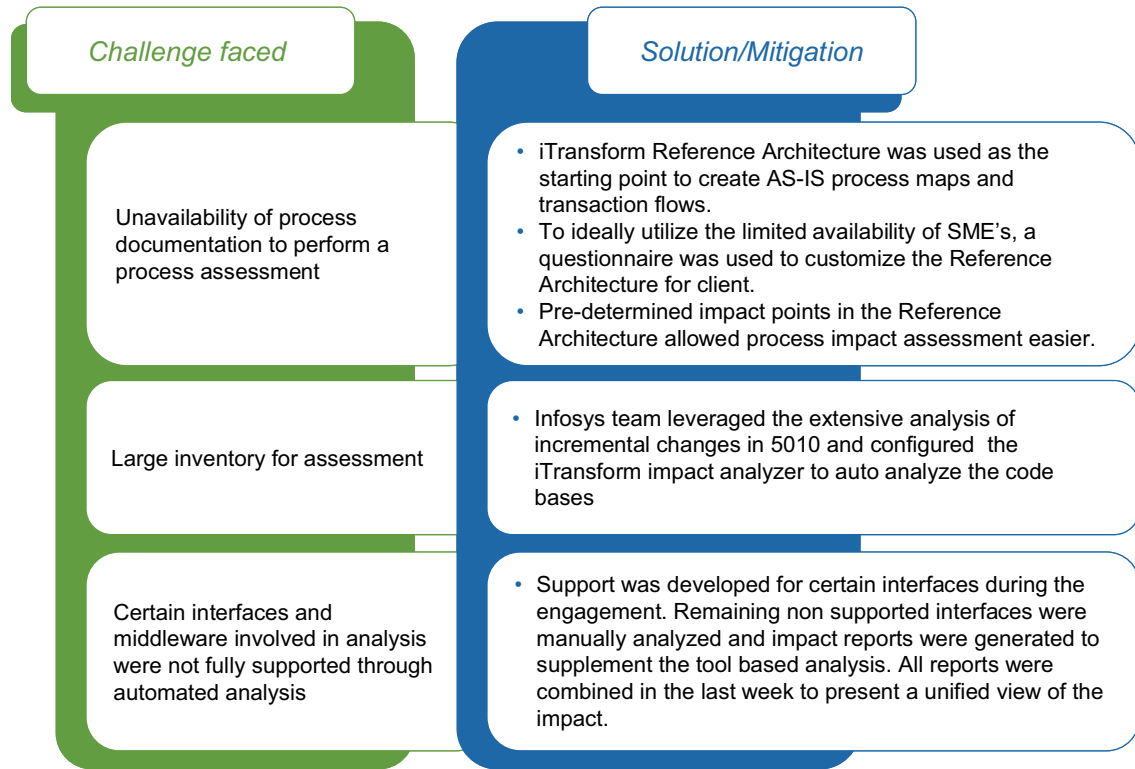 Challenge faced
Solution/Mitigation
Unavailability of process
documentation to perform a
process assessment
• iTransform Reference Architecture was used as the
starting point to create AS-IS process maps and
transaction flows.
• To ideally utilize the limited availability of SME's, a
questionnaire was used to customize the Reference
Architecture for client.
• Pre-determined impact points in the Reference
Architecture allowed process impact assessment easier.
Large inventory for assessment
• Infosys team leveraged the extensive analysis of
incremental changes in 5010 and configured  the
iTransform impact analyzer to auto analyze the code
bases
Certain interfaces and
middleware involved in analysis
were not fully supported through
automated analysis
• Support was developed for certain interfaces during the
engagement. Remaining non supported interfaces were
manually analyzed and impact reports were generated to
supplement the tool based analysis. All reports were
combined in the last week to present a unified view of the
impact.